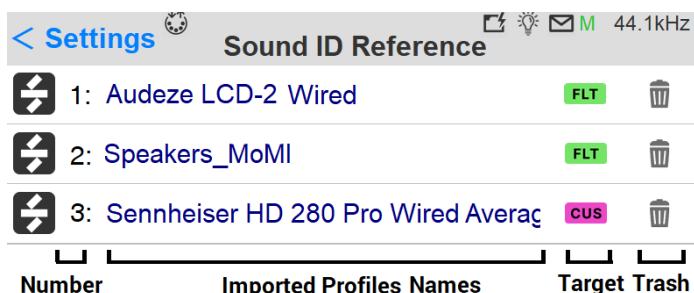 < Settings Sound ID Reference M 44.1kHz
1: Audeze LCD-2 Wired FLT
2: Speakers_MoMI FLT
3: Sennheiser HD 280 Pro Wired Averag CUS
Number Imported Profiles Names Target Trash